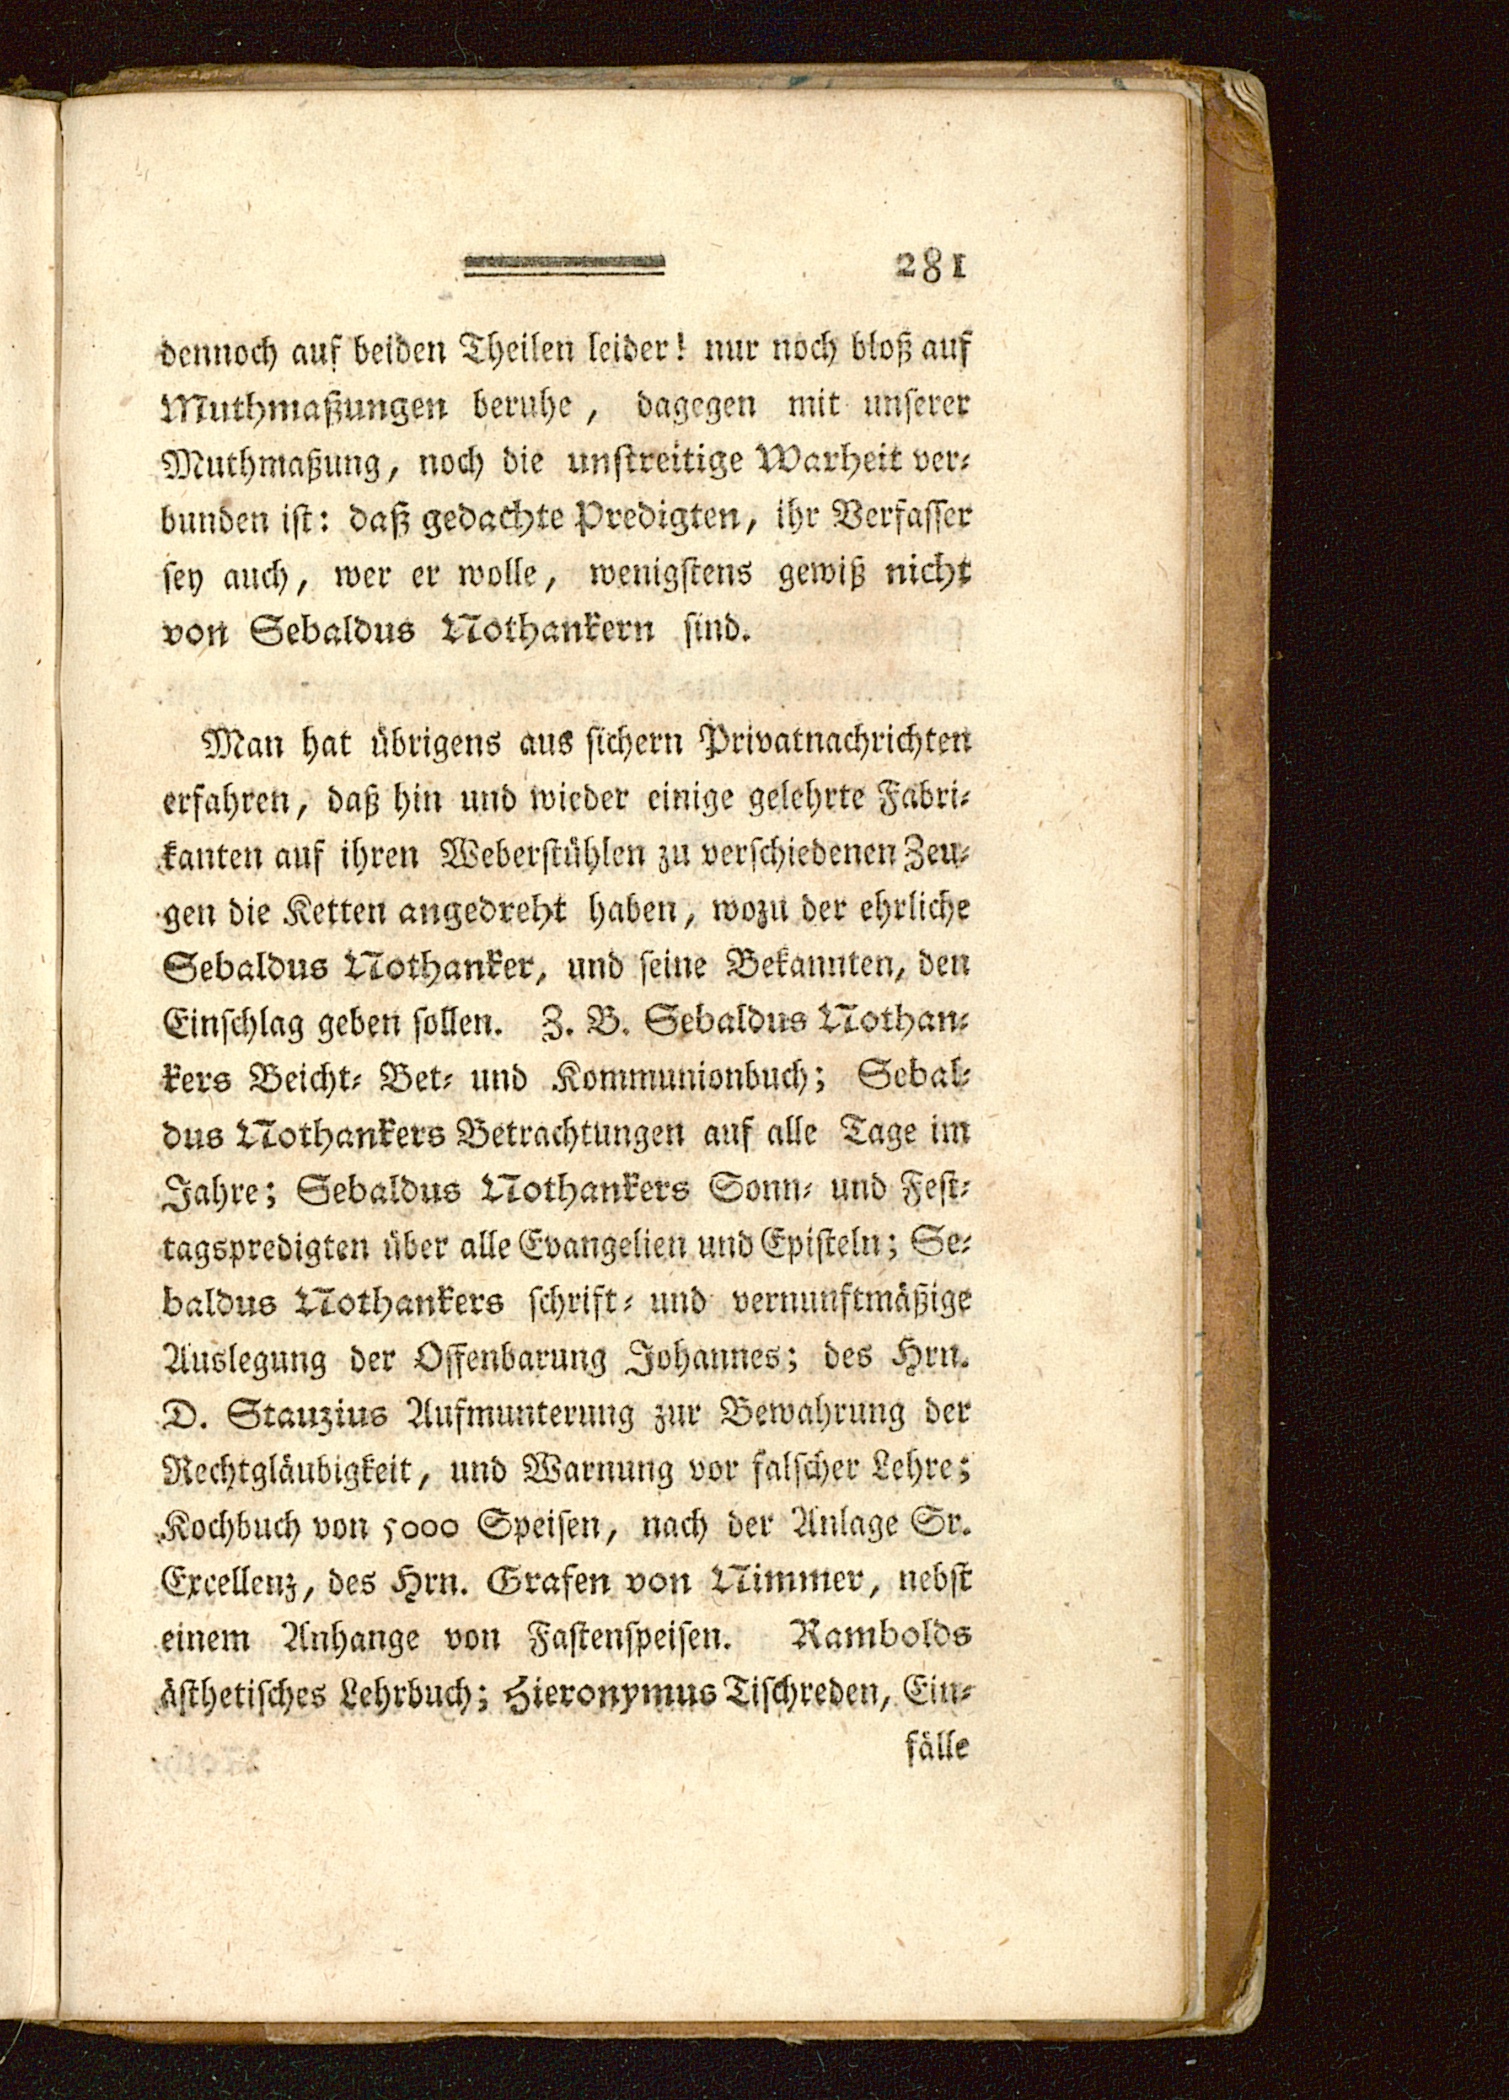 281
dennoch auf beiden Theilen leider! nur noch bloß auf
Muthmaßungen beruhe, dagegen mit unserer
Muthmaßung, noch die unstreitige Warheit ver⸗
bunden ist: daß gedachte Predigten, ihr Verfasser
sey auch, wer er wolle, wenigstens gewiß nicht
von Sebaldus Nothankern sind.
Man hat übrigens aus sichern Privatnachrichten
erfahren, daß hin und wieder einige gelehrte Fabri⸗
kanten auf ihren Weberstühlen zu verschiedenen Zeu⸗
gen die Ketten angedreht haben, wozu der ehrliche
Sebaldus Nothanker, und seine Bekannten, den
Einschlag geben sollen. Z. B. Sebaldus Nothan⸗
kers Beicht⸗ Bet⸗ und Kommunionbuch; Sebal⸗
dus Nothankers Betrachtungen auf alle Tage im
Jahre; Sebaldus Nothankers Sonn⸗ und Fest⸗
tagspredigten über alle Evangelien und Episteln; Se⸗
baldus Nothankers schrift⸗ und vernunftmäßige
Auslegung der Offenbarung Johannes; des Hrn.
D. Stauzius Aufmunterung zur Bewahrung der
Rechtgläubigkeit, und Warnung vor falscher Lehre;
Kochbuch von 5000 Speisen, nach der Anlage Sr.
Excellenz, des Hrn. Grafen von Nimmer, nebst
einem Anhange von Fastenspeisen. Rambolds
ästhetisches Lehrbuch; Hieronymus Tischreden, Ein⸗
fälle